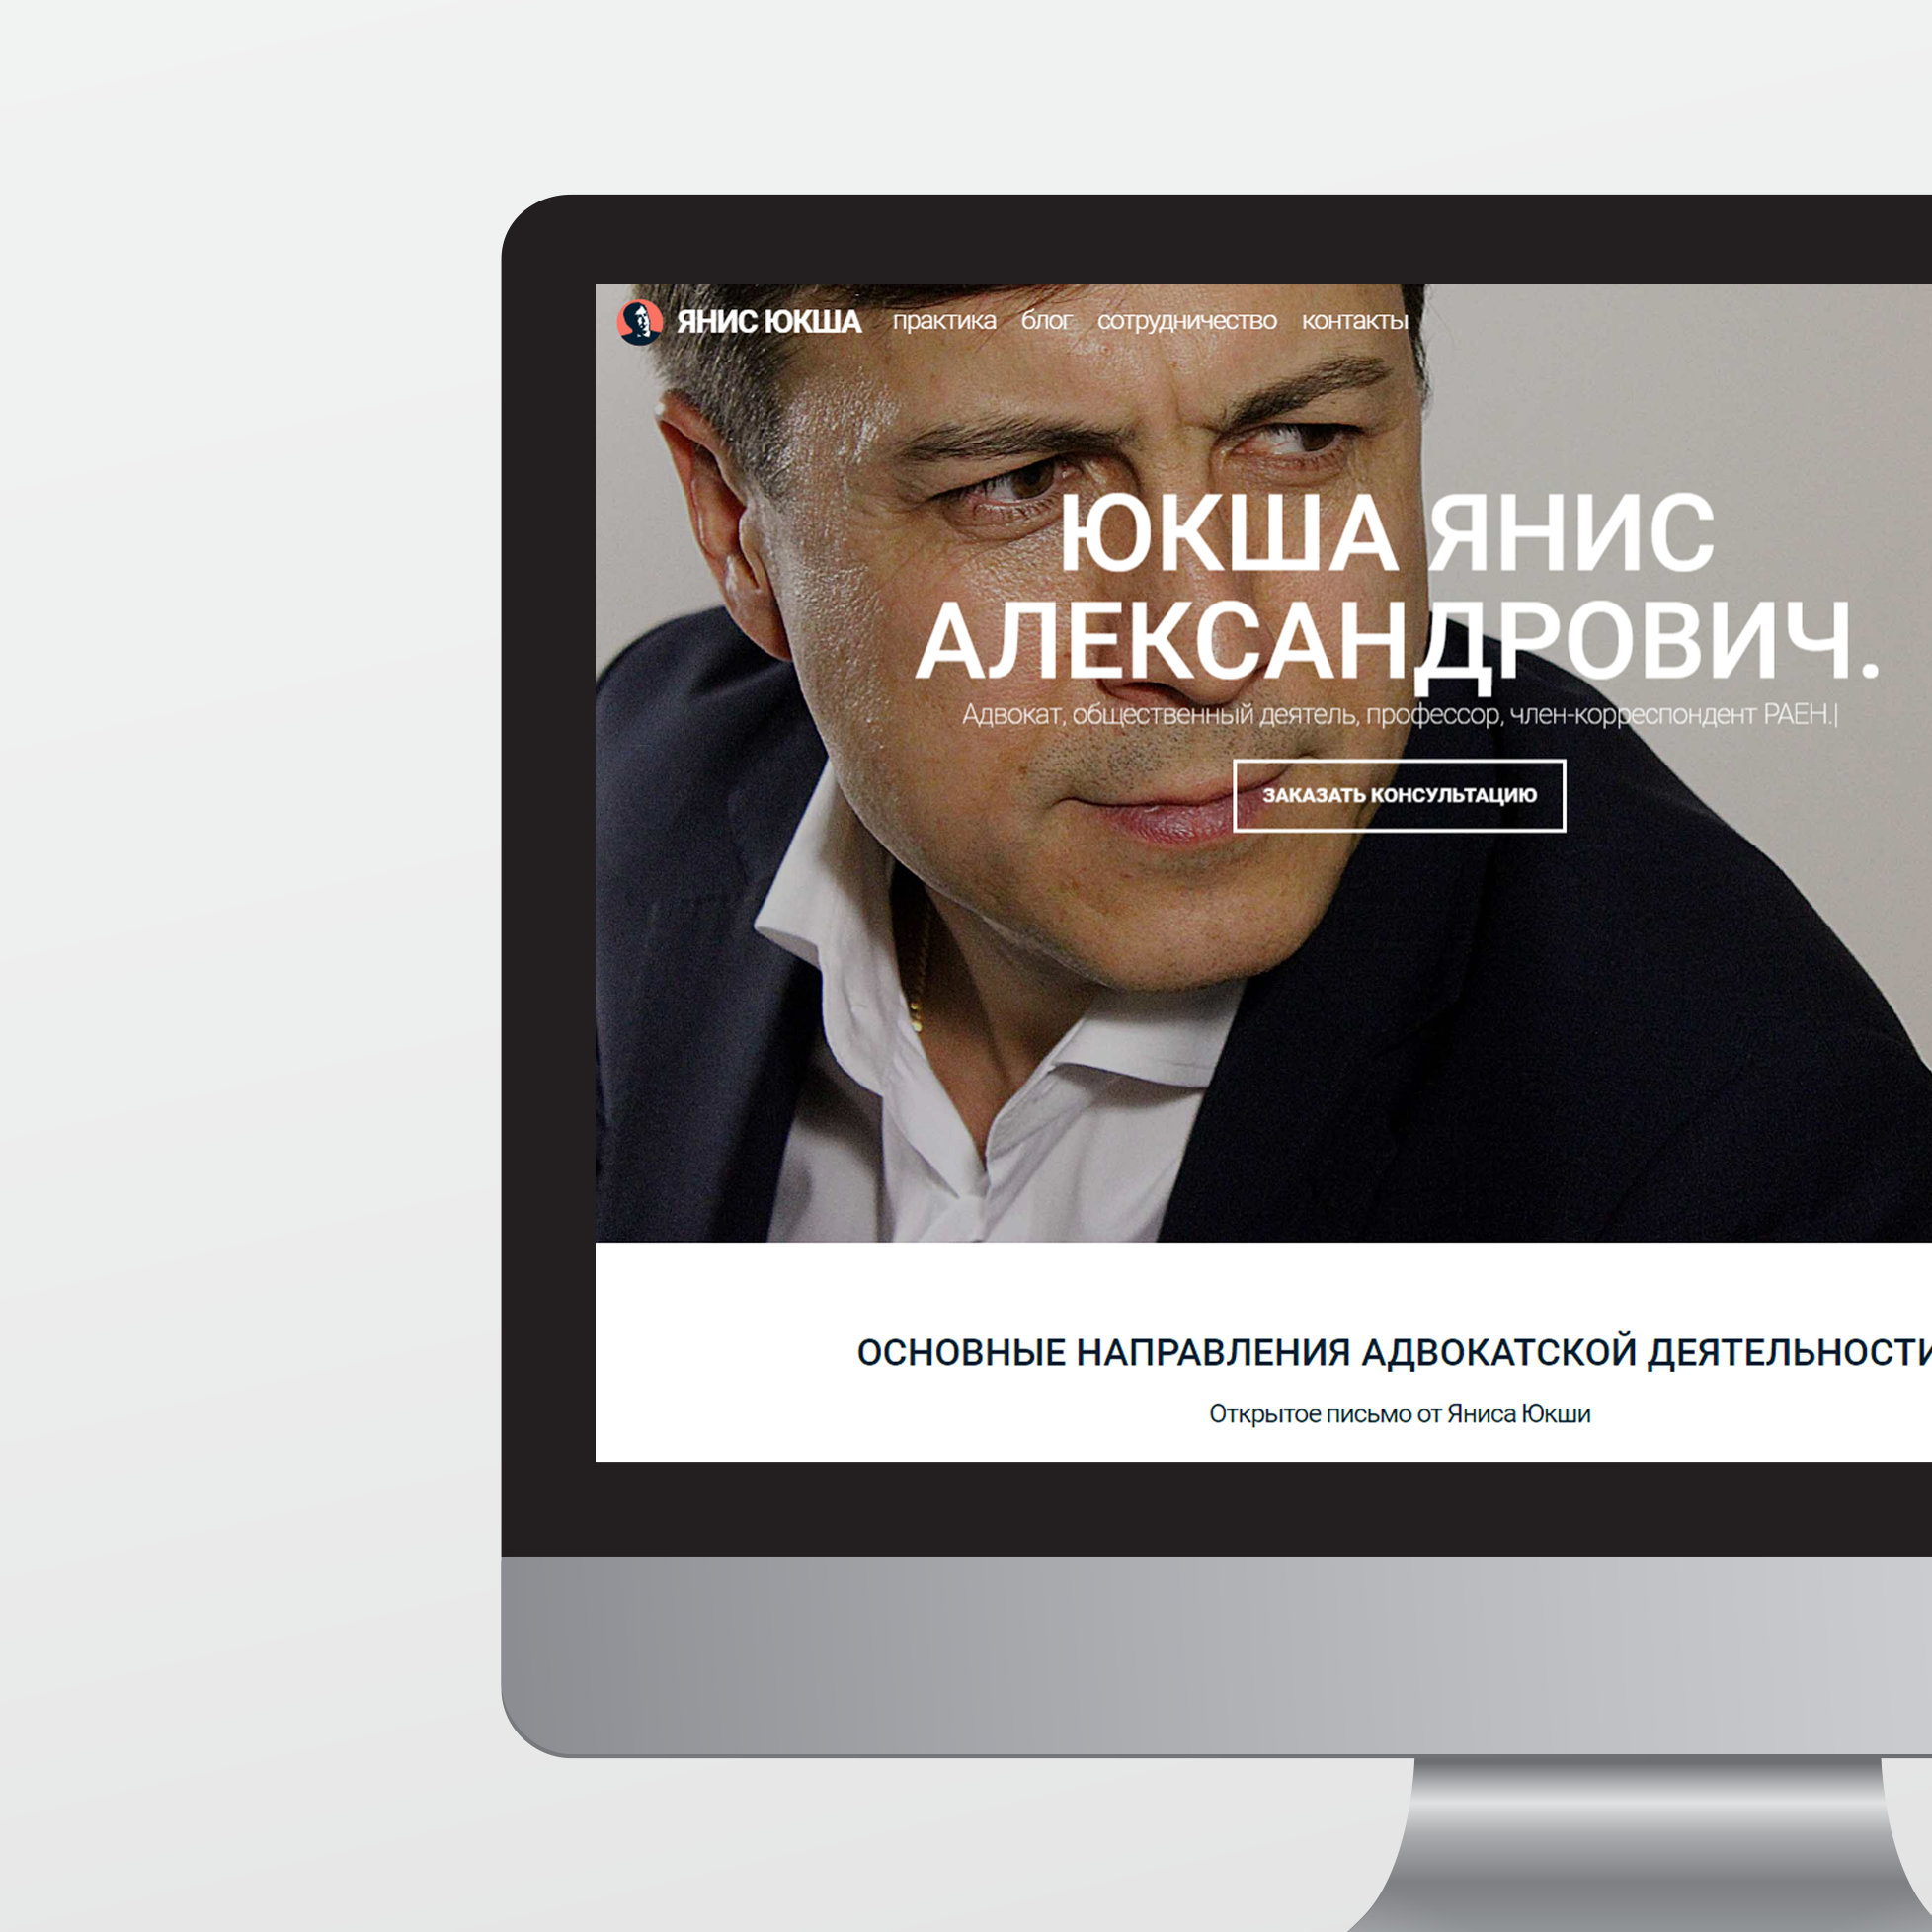 ЯНИС ЮКША практика блог сотрудничество контакты
ЮКША ЯНИС
АЛЕКСАНДРОВИЧ.
Адвокат, общественный деятель, профессор, член-корреспондент РАЕН.|
ЗАКАЗАТЬ КОНСУЛЬТАЦИЮ
ОСНОВНЫЕ НАПРАВЛЕНИЯ АДВОКАТСКОЙ ДЕЯТЕЛЬНОСТИ
Открытое письмо от Яниса Юкши